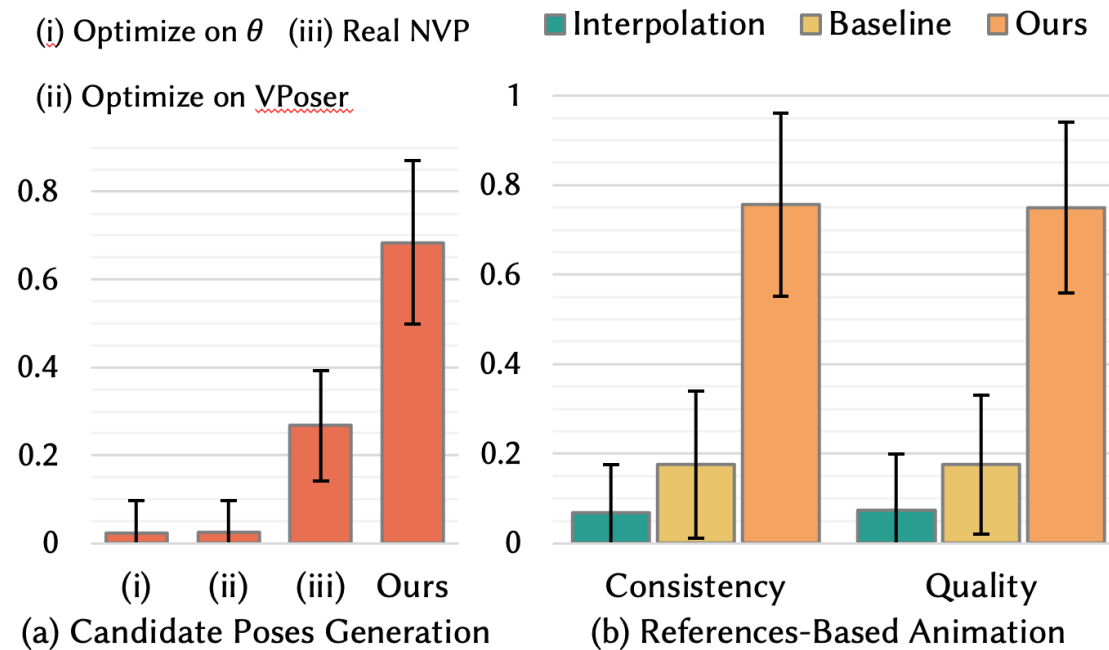 (i) Optimize on θ (iii) Real NVP
(ii) Optimize on VPoser
0.8
0.6
0.4
0.2
0
(i) (ii) (iii) Ours
(a) Candidate Poses Generation
Interpolation Baseline Ours
1
0.8
0.6
0.4
0.2
0
Consistency Quality
(b) References-Based Animation